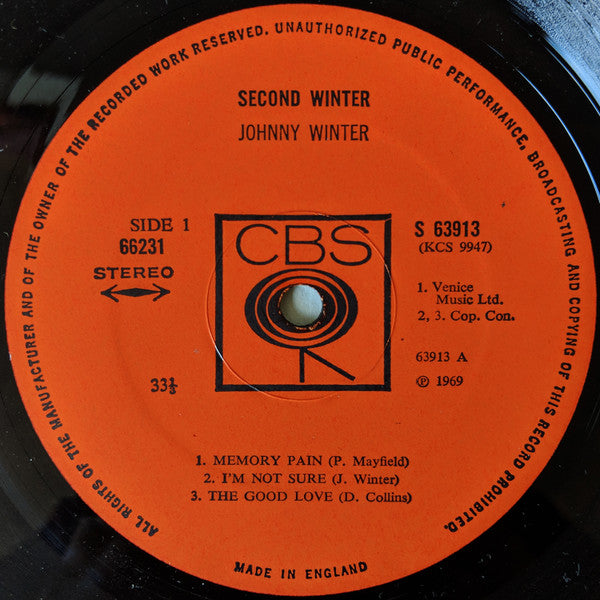 ALL RIGHTS OF THE MANUFACTURER AND OF THE OWNER OF THE RECORDED WORK RESERVED. UNAUTHORIZED PUBLIC PERFORMANCE, BROADCASTING AND COPYING OF THIS RECORD PROHIBITED.
SECOND WINTER
JOHNNY WINTER
SIDE 1
66231
STEREO
33⅓
CBS
S 63913
(KCS 9947)
1. Venice
Music Ltd.
2, 3. Cop. Con.
63913 A
℗ 1969
1. MEMORY PAIN (P. Mayfield)
2. I'M NOT SURE (J. Winter)
3. THE GOOD LOVE (D. Collins)
MADE IN ENGLAND